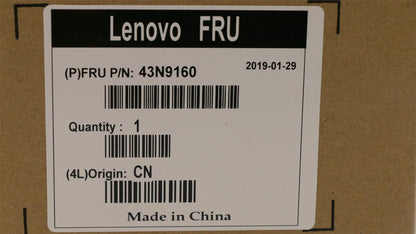 Lenovo FRU
(P)FRU P/N: 43N9160
2019-01-29
Quantity : 1
(4L)Origin: CN
Made in China